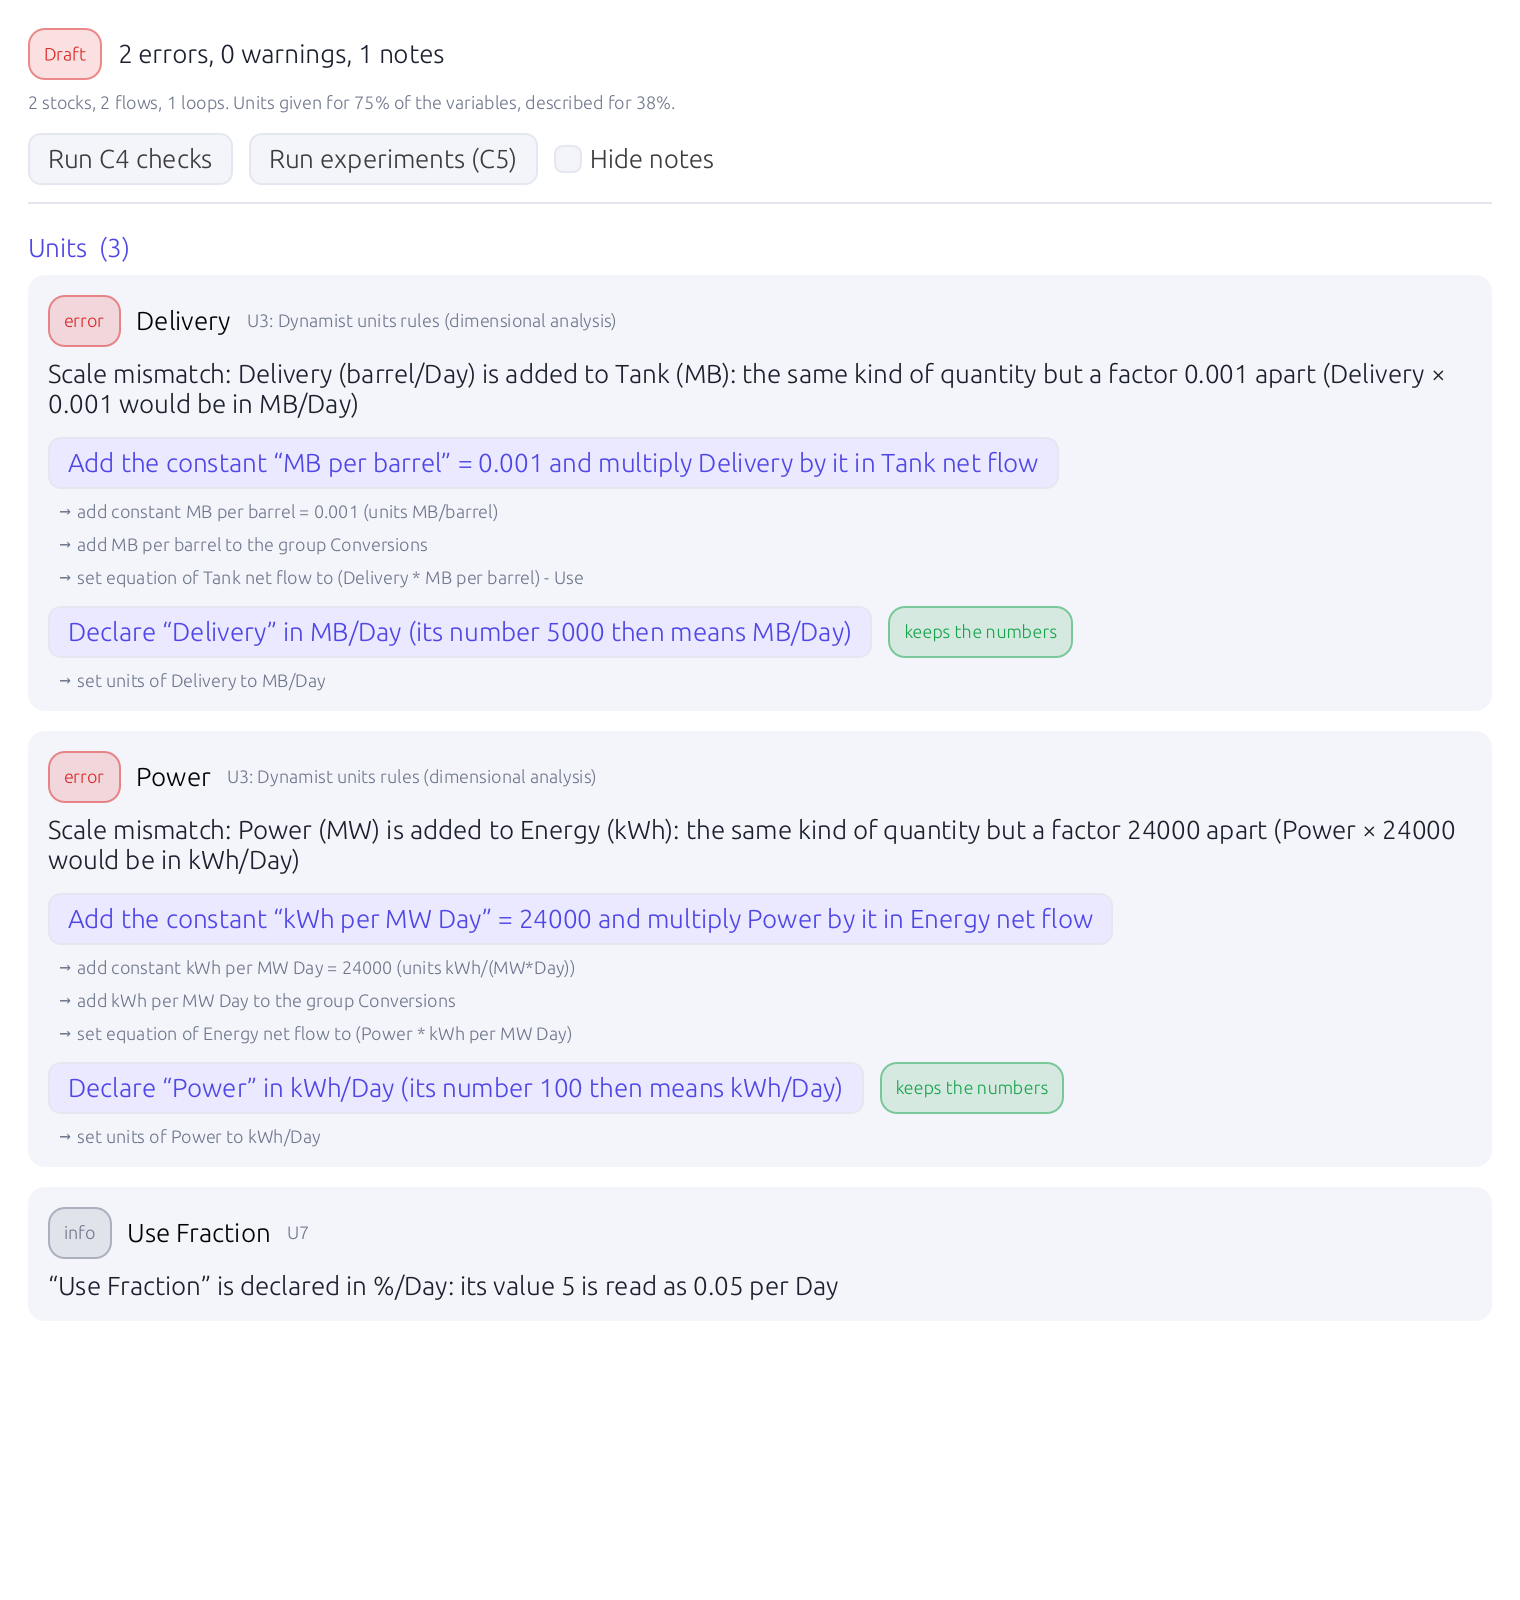 Draft 2 errors, 0 warnings, 1 notes
2 stocks, 2 flows, 1 loops. Units given for 75% of the variables, described for 38%.
Run C4 checks Run experiments (C5) Hide notes
Units (3)
error Delivery U3: Dynamist units rules (dimensional analysis)
Scale mismatch: Delivery (barrel/Day) is added to Tank (MB): the same kind of quantity but a factor 0.001 apart (Delivery ×
0.001 would be in MB/Day)
Add the constant “MB per barrel” = 0.001 and multiply Delivery by it in Tank net flow
→ add constant MB per barrel = 0.001 (units MB/barrel)
→ add MB per barrel to the group Conversions
→ set equation of Tank net flow to (Delivery * MB per barrel) - Use
Declare “Delivery” in MB/Day (its number 5000 then means MB/Day) keeps the numbers
→ set units of Delivery to MB/Day
error Power U3: Dynamist units rules (dimensional analysis)
Scale mismatch: Power (MW) is added to Energy (kWh): the same kind of quantity but a factor 24000 apart (Power × 24000
would be in kWh/Day)
Add the constant “kWh per MW Day” = 24000 and multiply Power by it in Energy net flow
→ add constant kWh per MW Day = 24000 (units kWh/(MW*Day))
→ add kWh per MW Day to the group Conversions
→ set equation of Energy net flow to (Power * kWh per MW Day)
Declare “Power” in kWh/Day (its number 100 then means kWh/Day) keeps the numbers
→ set units of Power to kWh/Day
info Use Fraction U7
“Use Fraction” is declared in %/Day: its value 5 is read as 0.05 per Day